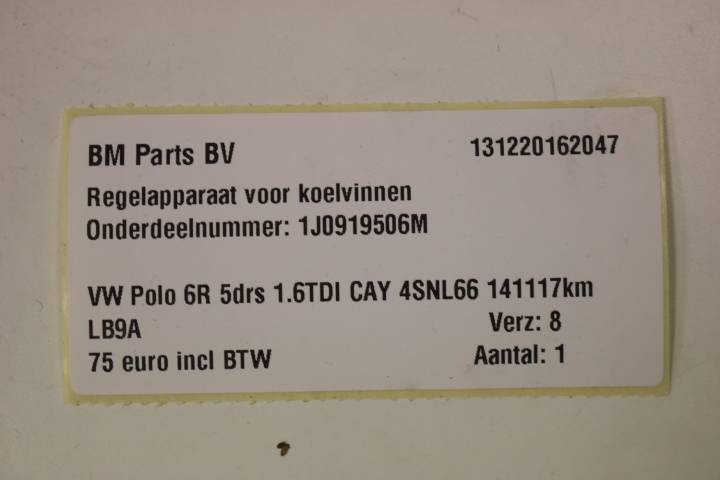 BM Parts BV 131220162047
Regelapparaat voor koelvinnen
Onderdeelnummer: 1J0919506M
VW Polo 6R 5drs 1.6TDI CAY 4SNL66 141117km
LB9A Verz: 8
75 euro incl BTW Aantal: 1